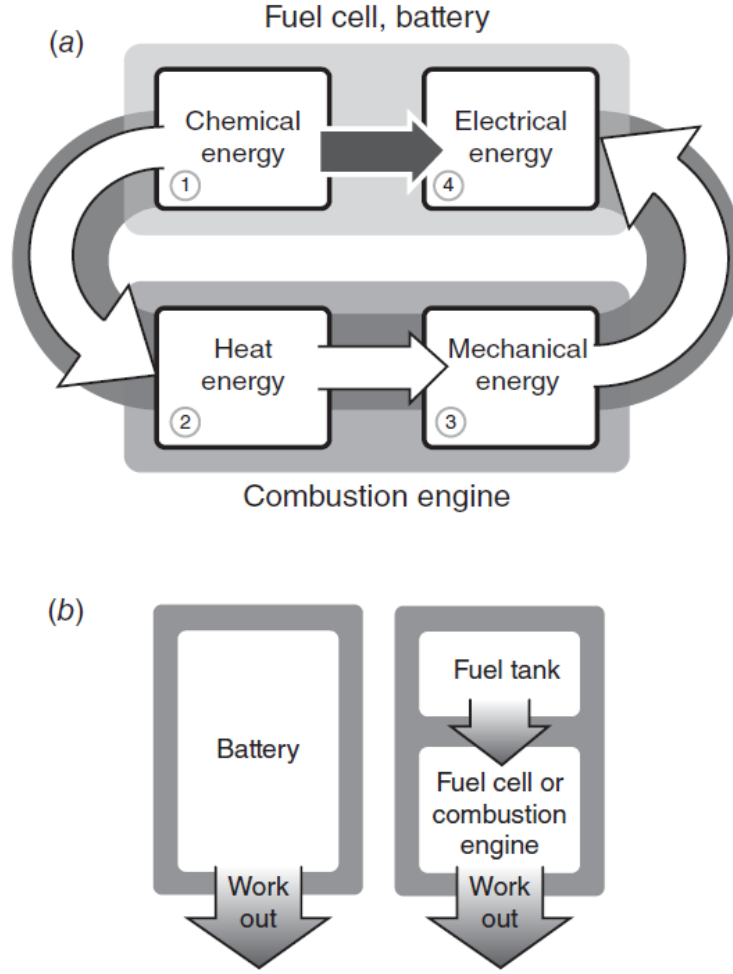 (a)
Fuel cell, battery
Chemical
energy
1
Electrical
energy
4
Heat
energy
2
Mechanical
energy
3
Combustion engine
(b)
Battery
Work
out
Fuel tank
Fuel cell or
combustion
engine
Work
out